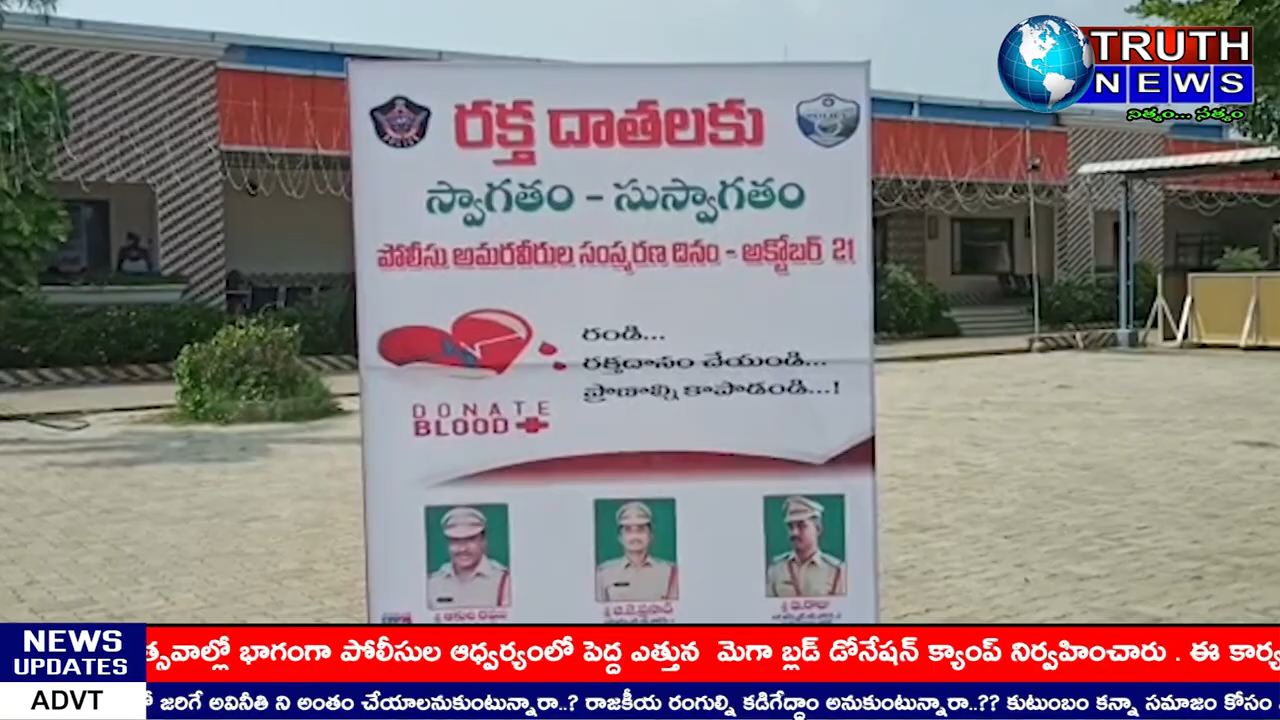 TRUTH
NEWS
నిత్యం... సత్యం
రక్త దాతలకు
స్వాగతం - సుస్వాగతం
పోలీసు అమరవీరుల సంస్మరణ దినం - అక్టోబర్ 21
రండి...
రక్తదానం చేయండి...
ప్రాణాల్ని కాపాడండి...!
DONATE
BLOOD
NEWS
UPDATES
త్సవాల్లో భాగంగా పోలీసుల ఆధ్వర్యంలో పెద్ద ఎత్తున మెగా బ్లడ్ డోనేషన్ క్యాంప్ నిర్వహించారు . ఈ కార్య
ADVT
జరిగే అవినీతి ని అంతం చేయాలనుకుంటున్నారా..? రాజకీయ రంగుల్ని కడిగేద్దాం అనుకుంటున్నారా..?? కుటుంబం కన్నా సమాజం కోసం